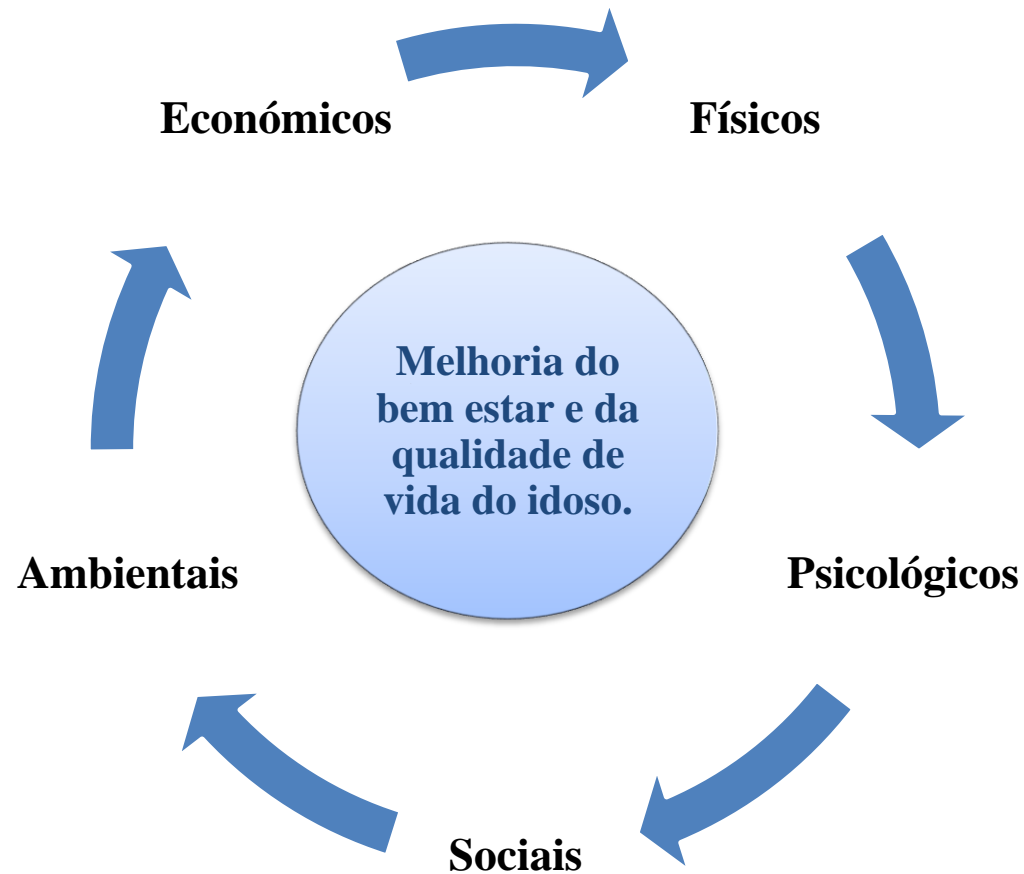 Económicos
Físicos
Melhoria do
bem estar e da
qualidade de
vida do idoso.
Ambientais
Psicológicos
Sociais